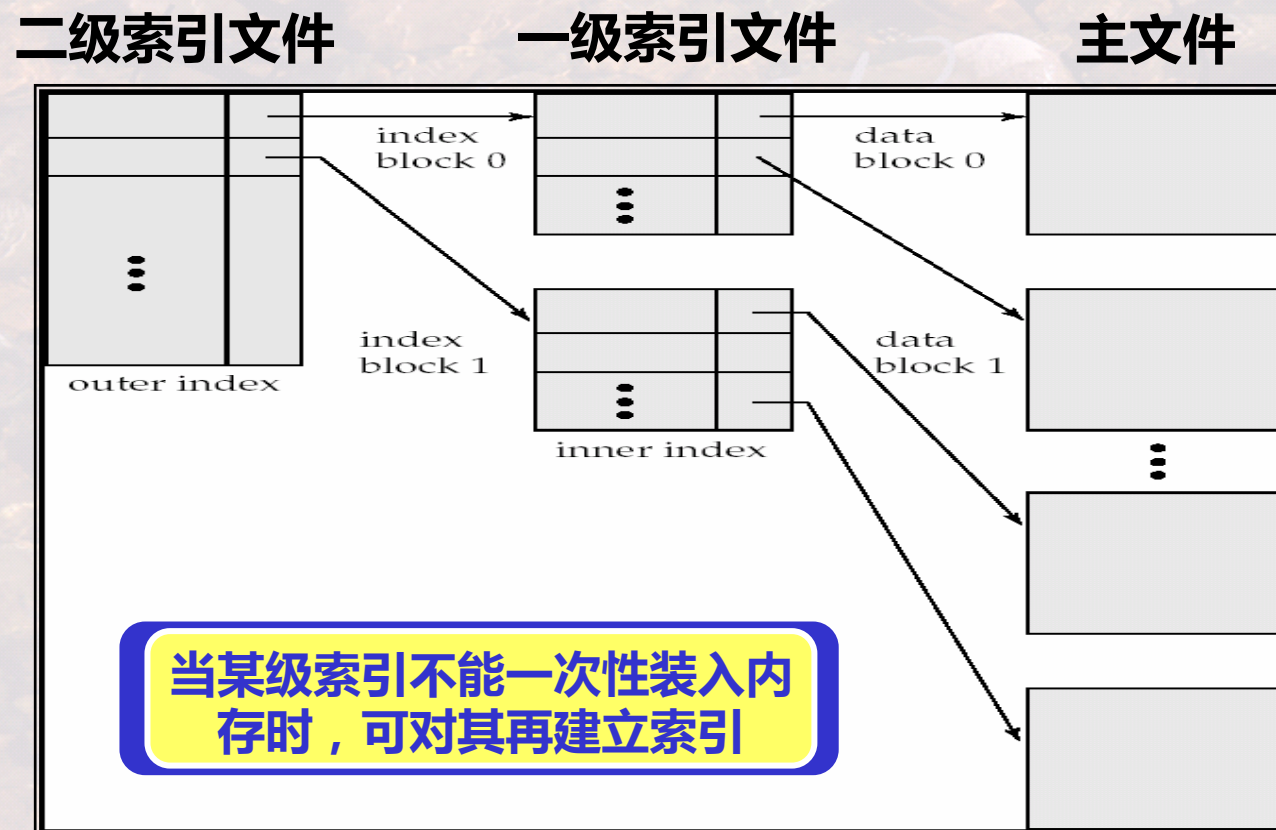 二级索引文件
一级索引文件
主文件
index
block 0
data
block 0
index
block 1
data
block 1
outer index
inner index
当某级索引不能一次性装入内
存时，可对其再建立索引